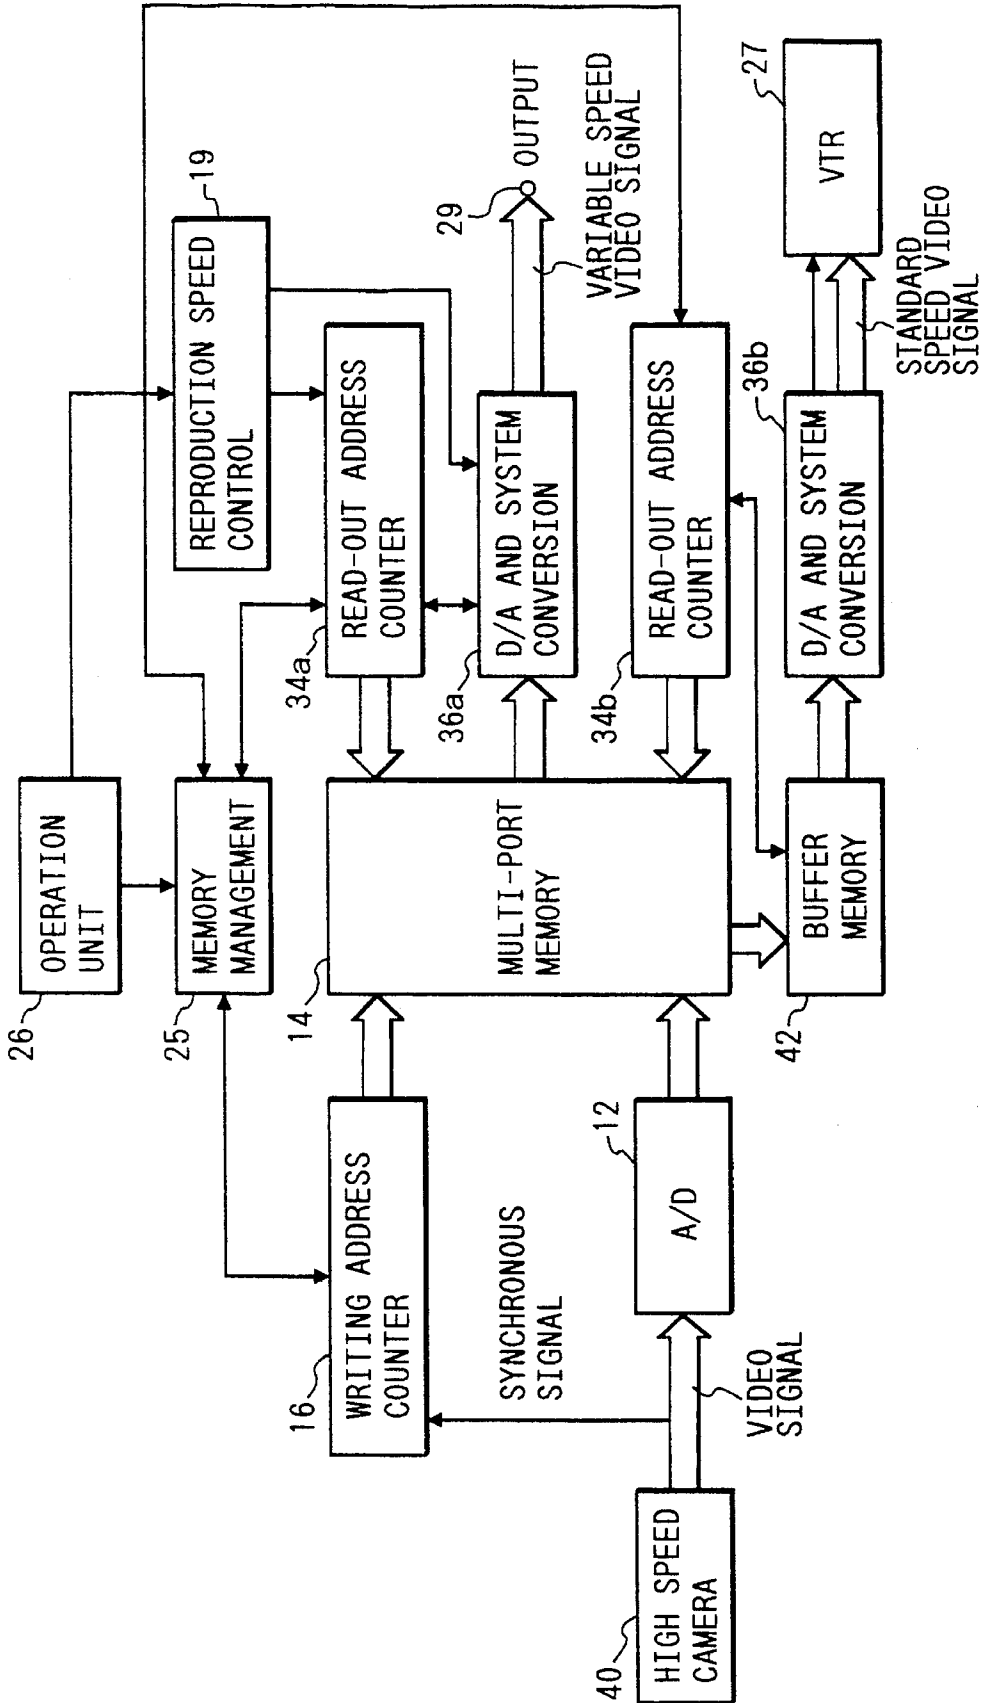 26
OPERATION
UNIT
25
MEMORY
MANAGEMENT
REPRODUCTION SPEED
CONTROL
19
16
WRITING ADDRESS
COUNTER
14
MULTI-PORT
MEMORY
34a
READ-OUT ADDRESS
COUNTER
36a
D/A AND SYSTEM
CONVERSION
29
OUTPUT
VARIABLE SPEED
VIDEO SIGNAL
SYNCHRONOUS
SIGNAL
40
HIGH SPEED
CAMERA
VIDEO
SIGNAL
12
A/D
34b
READ-OUT ADDRESS
COUNTER
42
BUFFER
MEMORY
36b
D/A AND SYSTEM
CONVERSION
STANDARD
SPEED VIDEO
SIGNAL
27
VTR